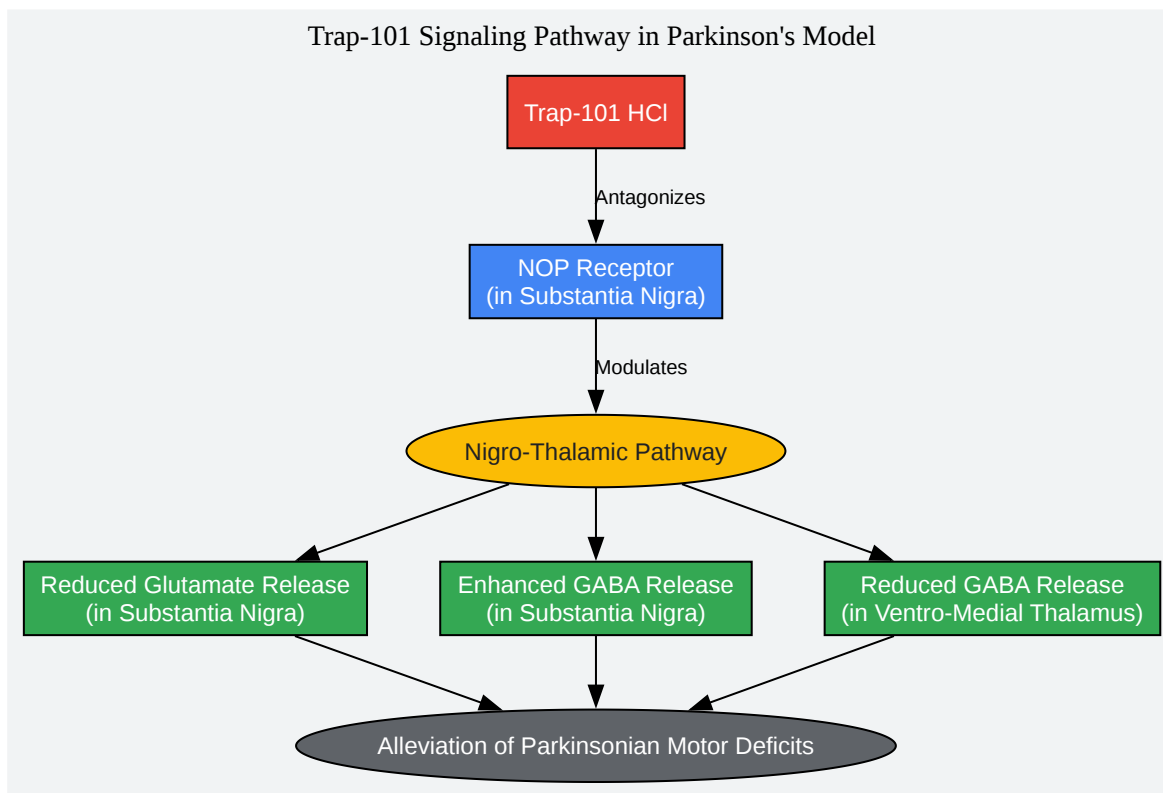 Trap-101 Signaling Pathway in Parkinson's Model
Trap-101 HCl
Antagonizes
NOP Receptor
(in Substantia Nigra)
Modulates
Nigro-Thalamic Pathway
Reduced Glutamate Release
(in Substantia Nigra)
Enhanced GABA Release
(in Substantia Nigra)
Reduced GABA Release
(in Ventro-Medial Thalamus)
Alleviation of Parkinsonian Motor Deficits